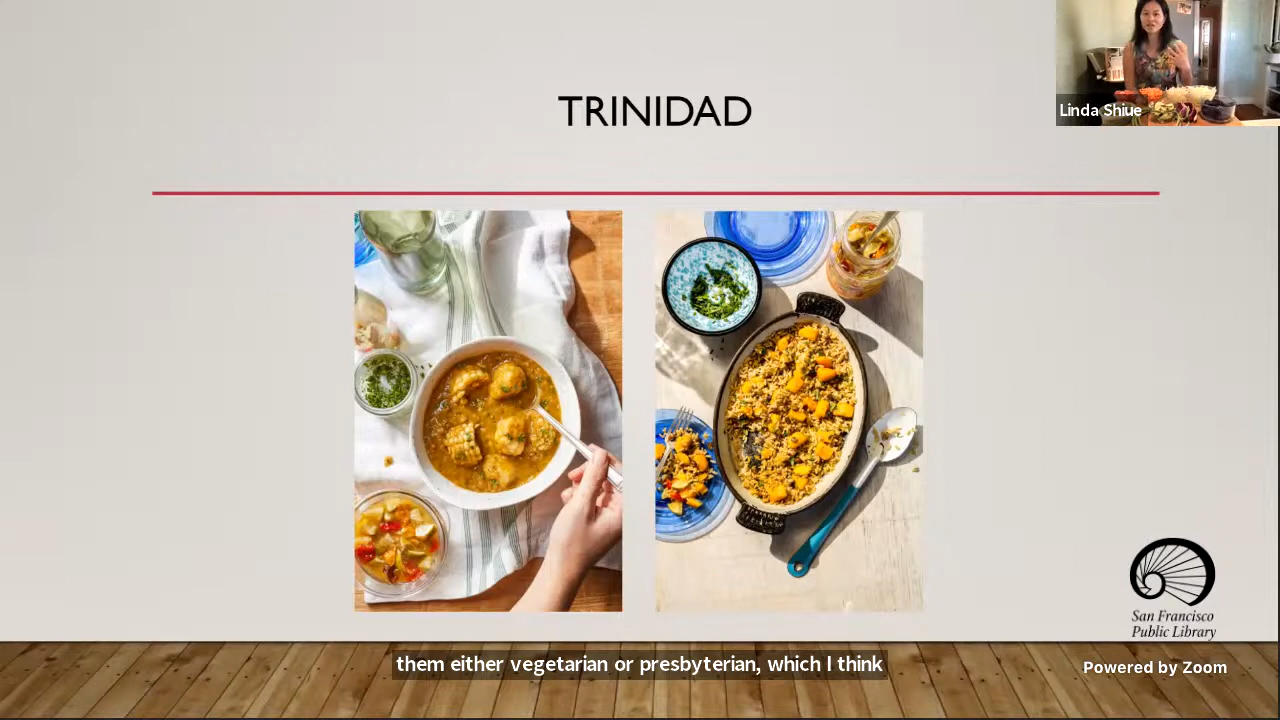 TRINIDAD
Linda Shiue
San Francisco
Public Library
them either vegetarian or presbyterian, which I think
Powered by Zoom